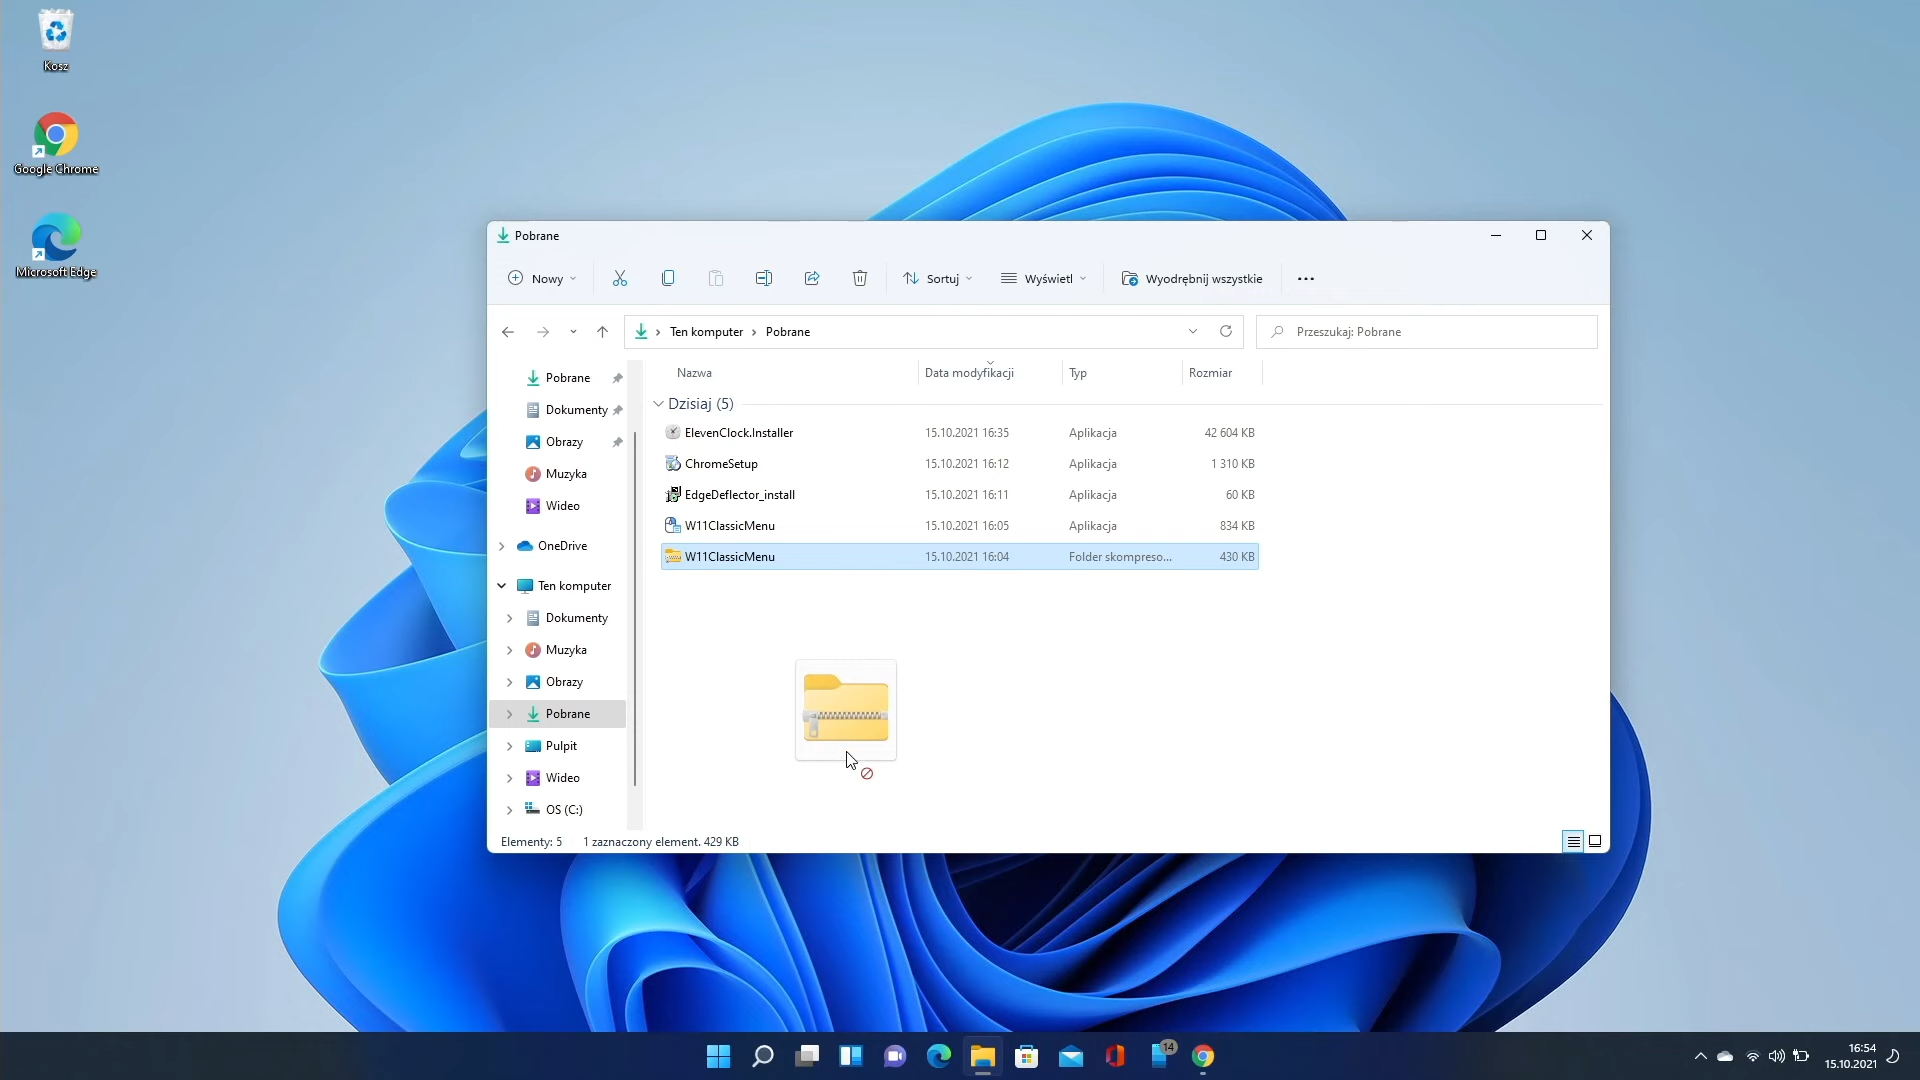 Kosz
Google Chrome
Microsoft Edge
Pobrane
Nowy
Sortuj
Wyświetl
Wyodrębnij wszystkie
Ten komputer
Pobrane
Przeszukaj: Pobrane
Pobrane
Dokumenty
Obrazy
Muzyka
Wideo
OneDrive
Ten komputer
Dokumenty
Muzyka
Obrazy
Pobrane
Pulpit
Wideo
OS (C:)
Nazwa Data modyfikacji Typ Rozmiar
Dzisiaj (5)
ElevenClock.Installer 15.10.2021 16:35 Aplikacja 42 604 KB
ChromeSetup 15.10.2021 16:12 Aplikacja 1 310 KB
EdgeDeflector_install 15.10.2021 16:11 Aplikacja 60 KB
W11ClassicMenu 15.10.2021 16:05 Aplikacja 834 KB
W11ClassicMenu 15.10.2021 16:04 Folder skompreso... 430 KB
Elementy: 5 1 zaznaczony element. 429 KB
14
16:54
15.10.2021